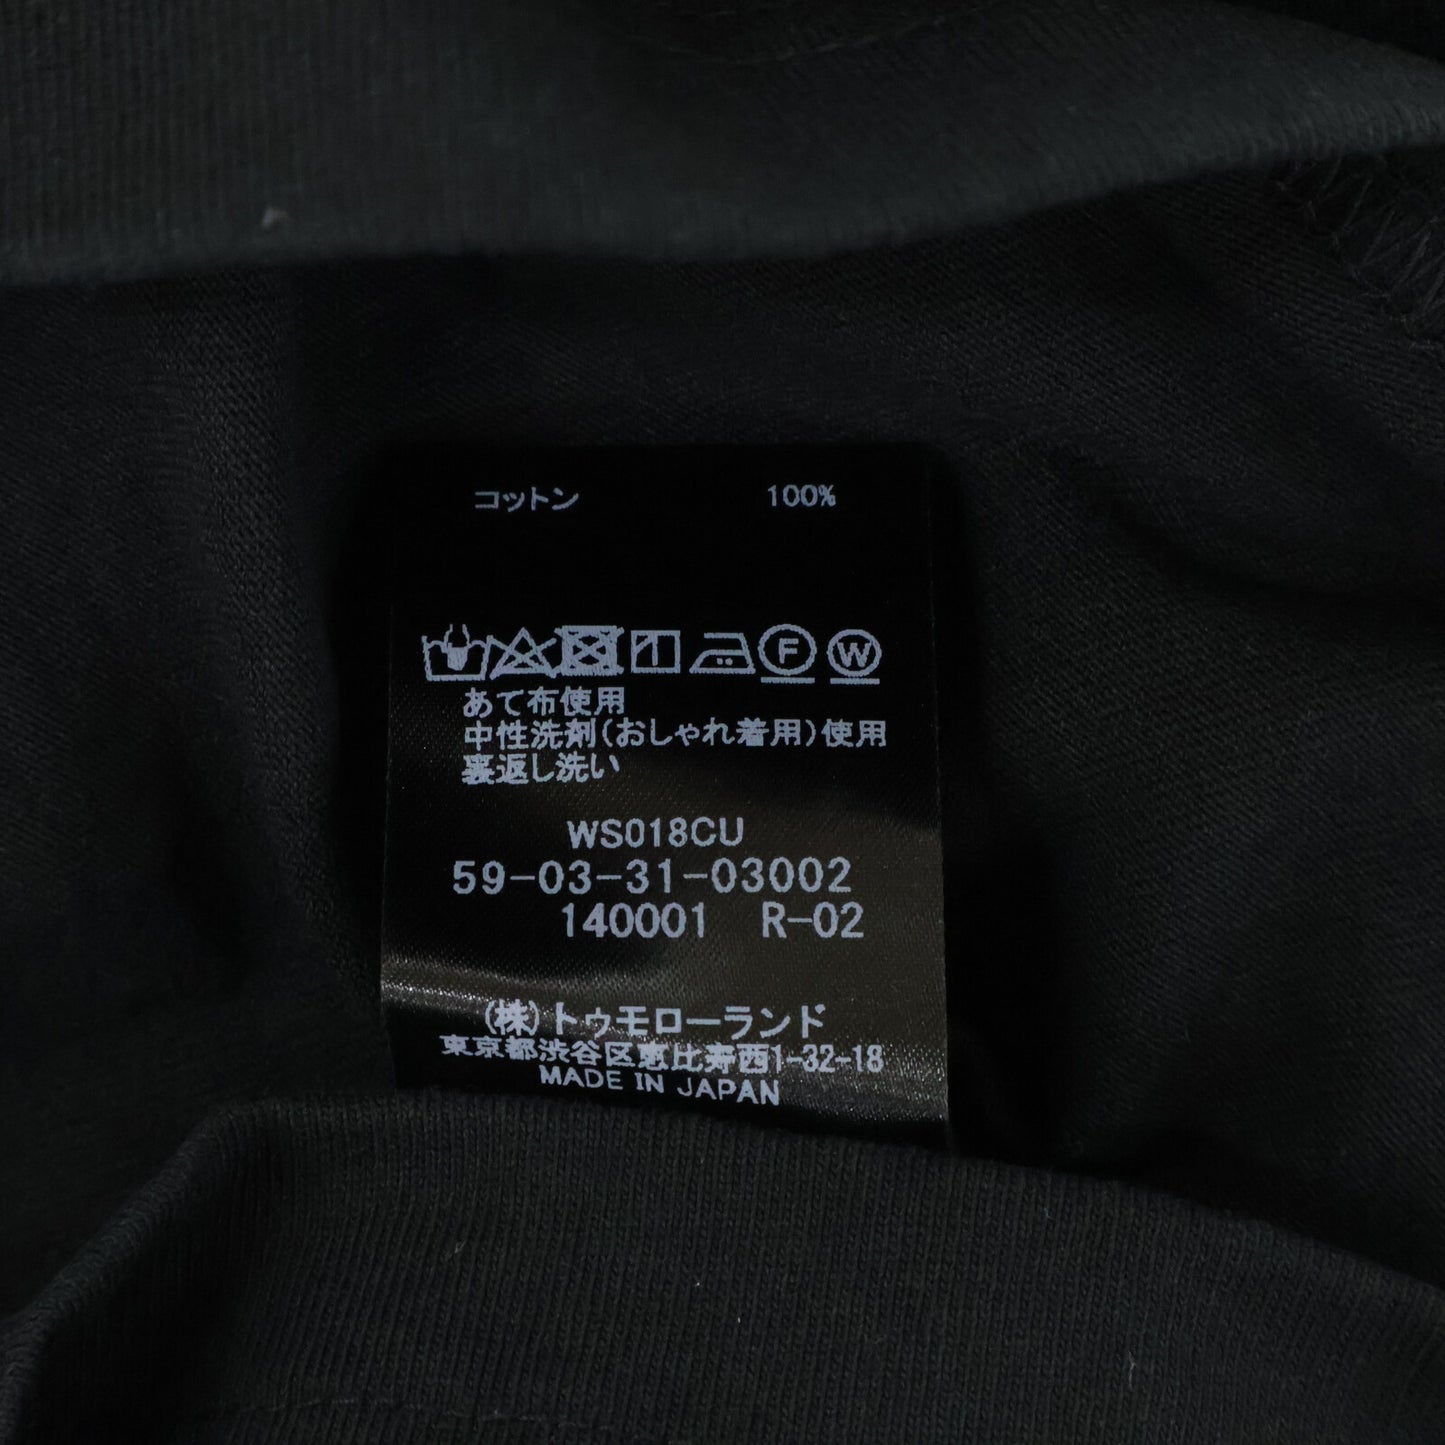 コットン 100%
F W
あて布使用
中性洗剤(おしゃれ着用)使用
裏返し洗い
WS018CU
59-03-31-03002
140001 R-02
(株)トゥモローランド
東京都渋谷区恵比寿西1-32-18
MADE IN JAPAN